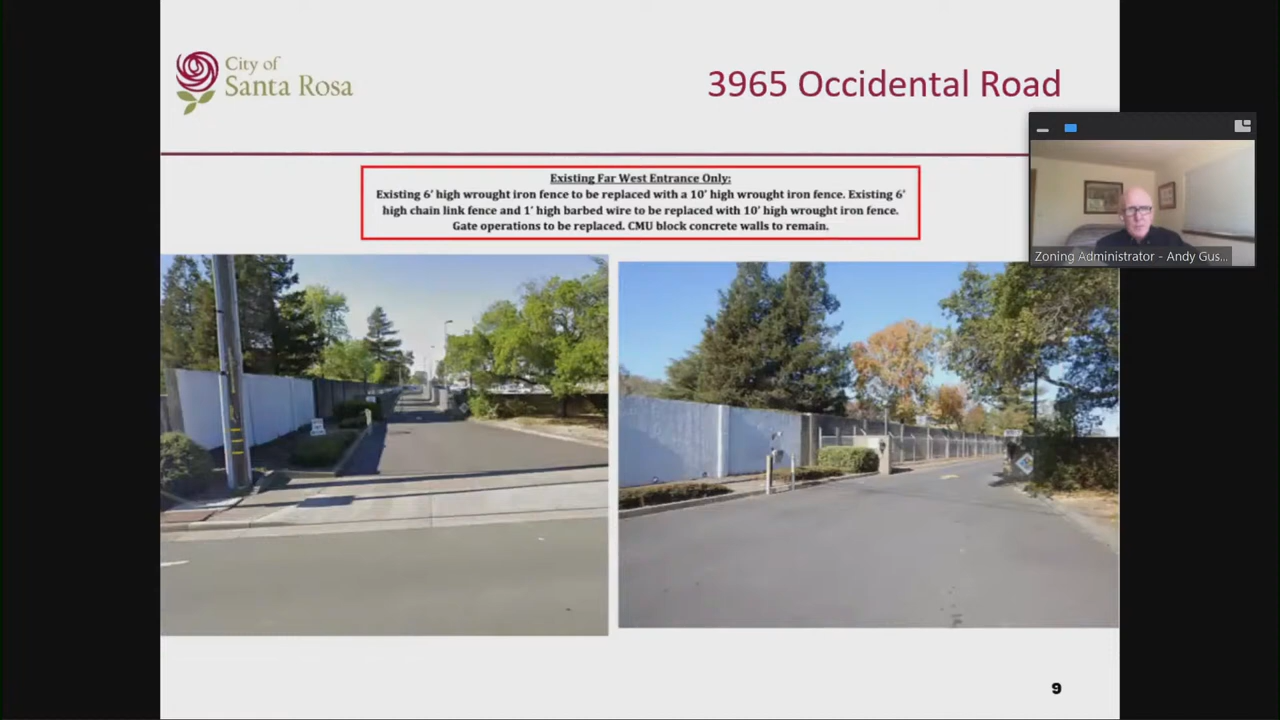 City of
Santa Rosa
3965 Occidental Road
Existing Far West Entrance Only:
Existing 6' high wrought iron fence to be replaced with a 10' high wrought iron fence. Existing 6'
high chain link fence and 1' high barbed wire to be replaced with 10' high wrought iron fence.
Gate operations to be replaced. CMU block concrete walls to remain.
Zoning Administrator - Andy Gus...
9